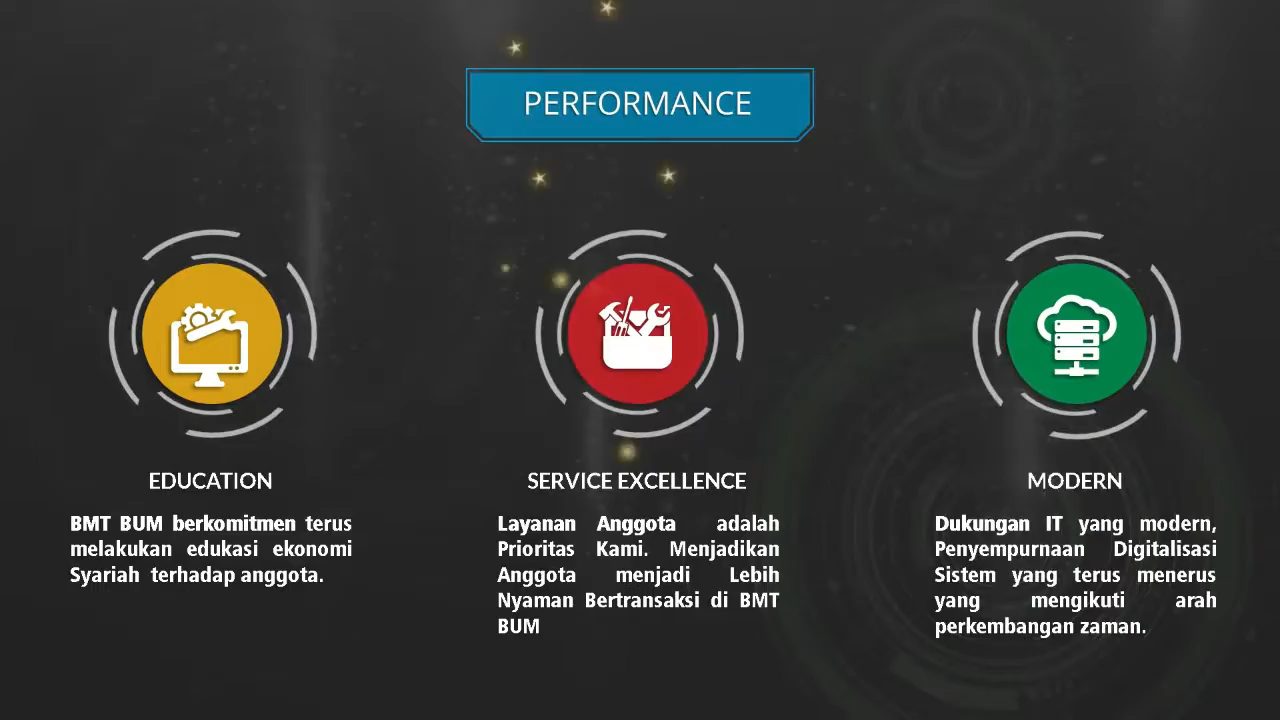 PERFORMANCE
EDUCATION
BMT BUM berkomitmen terus
melakukan edukasi ekonomi
Syariah terhadap anggota.
SERVICE EXCELLENCE
Layanan Anggota adalah
Prioritas Kami. Menjadikan
Anggota menjadi Lebih
Nyaman Bertransaksi di BMT
BUM
MODERN
Dukungan IT yang modern,
Penyempurnaan Digitalisasi
Sistem yang terus menerus
yang mengikuti arah
perkembangan zaman.